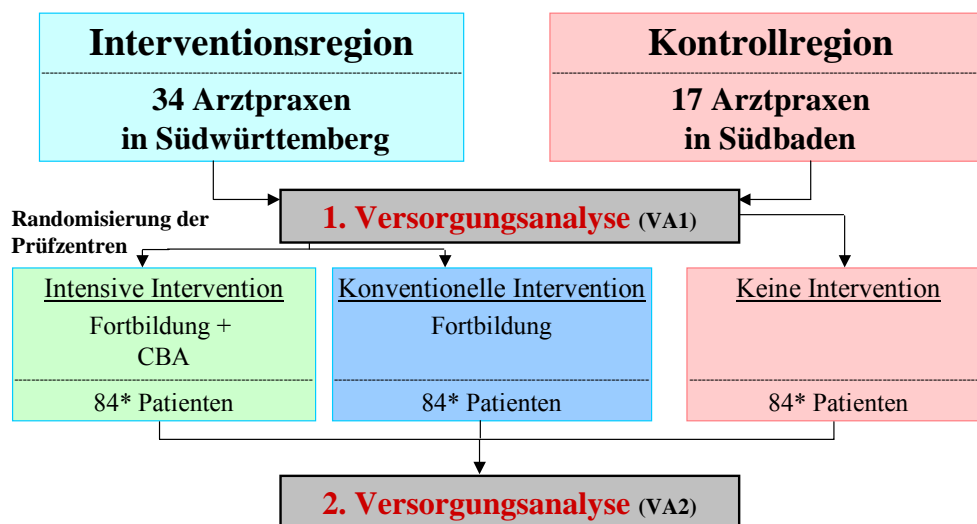 Interventionsregion
34 Arztpraxen
in Südwürttemberg
Kontrollregion
17 Arztpraxen
in Südbaden
1. Versorgungsanalyse (VA1)
Randomisierung der
Prüfzentren
Intensive Intervention
Fortbildung +
CBA
84* Patienten
Konventionelle Intervention
Fortbildung
84* Patienten
Keine Intervention
84* Patienten
2. Versorgungsanalyse (VA2)